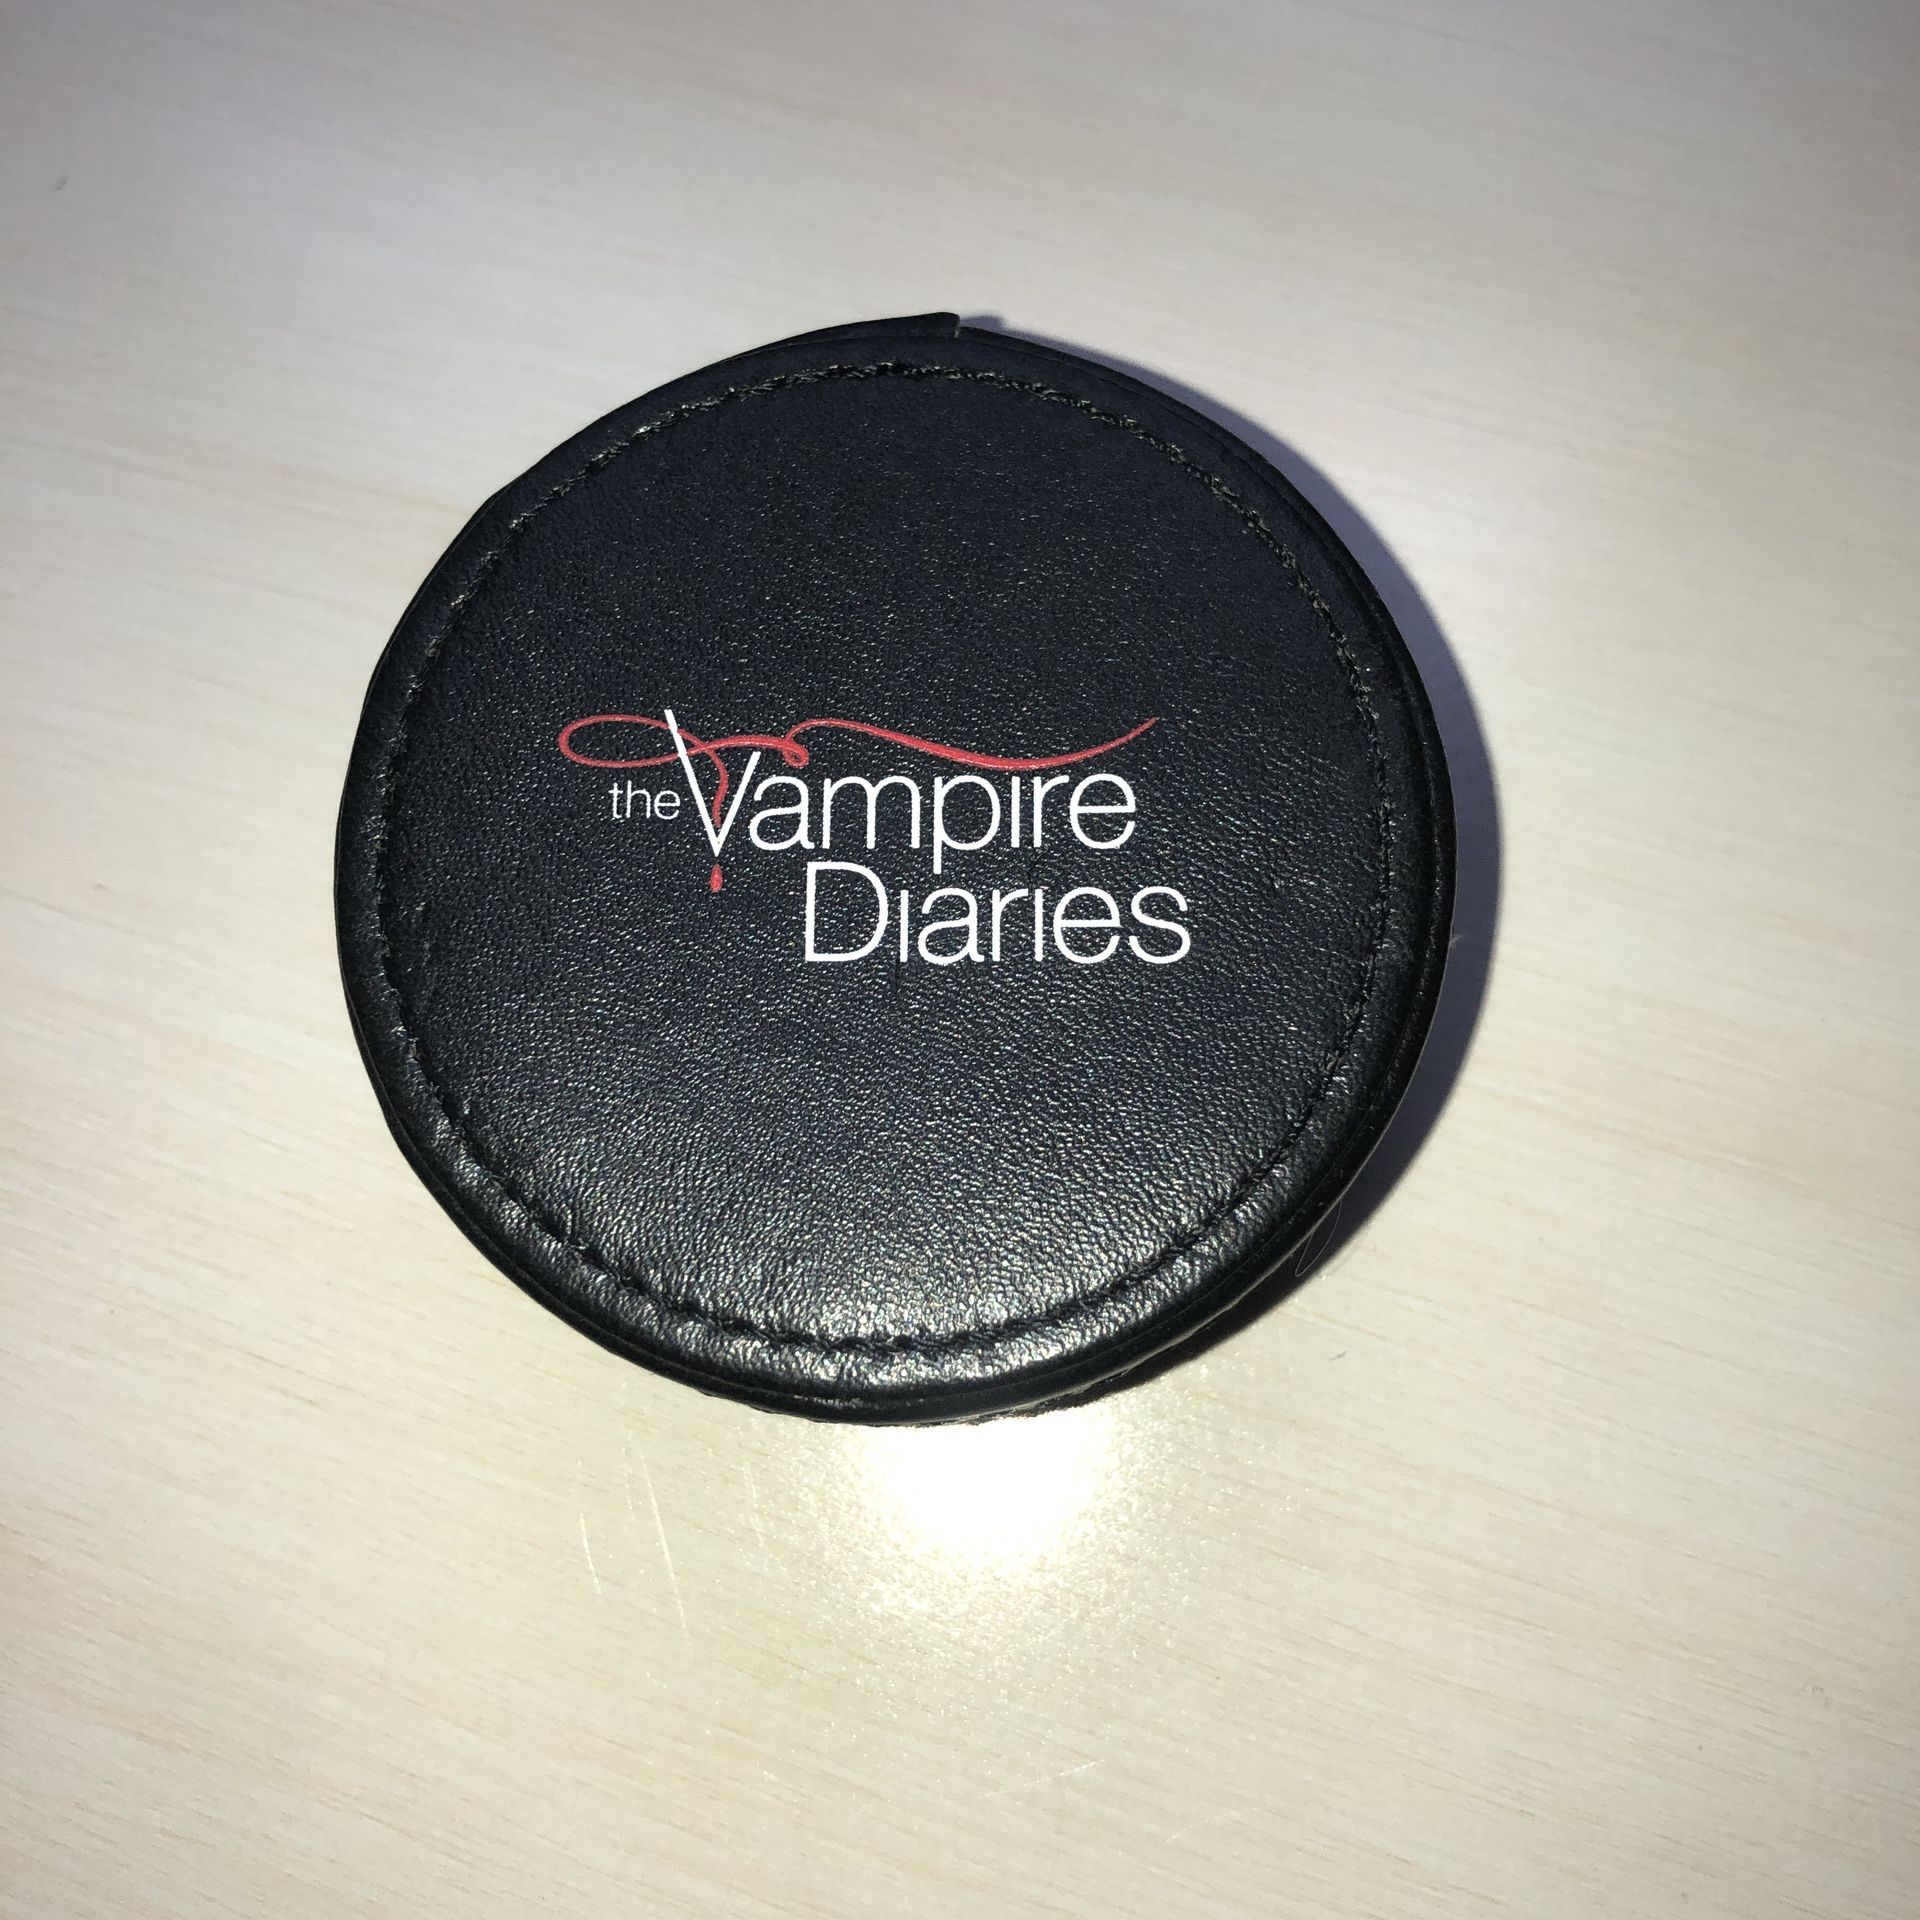 the Vampire
Diaries